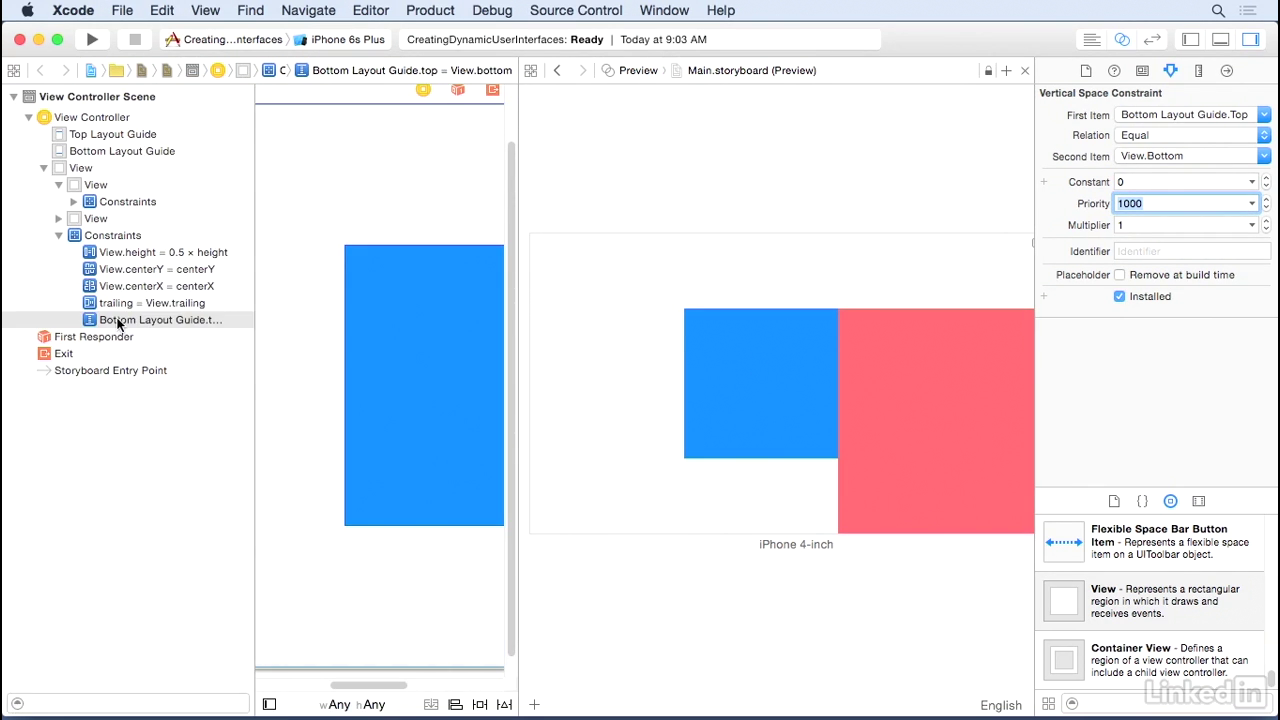 Xcode File Edit View Find Navigate Editor Product Debug Source Control Window Help
Creating...nterfaces iPhone 6s Plus CreatingDynamicUserInterfaces: Ready Today at 9:03 AM
C Bottom Layout Guide.top = View.bottom Preview Main.storyboard (Preview)
View Controller Scene
View Controller
Top Layout Guide
Bottom Layout Guide
View
View
Constraints
View
Constraints
View.height = 0.5 × height
View.centerY = centerY
View.centerX = centerX
trailing = View.trailing
Bottom Layout Guide.t...
First Responder
Exit
Storyboard Entry Point
wAny hAny
iPhone 4-inch
English
Vertical Space Constraint
First Item Bottom Layout Guide.Top
Relation Equal
Second Item View.Bottom
Constant 0
Priority 1000
Multiplier 1
Identifier Identifier
Placeholder Remove at build time
Installed
Flexible Space Bar Button
Item - Represents a flexible space
item on a UIToolbar object.
View - Represents a rectangular
region in which it draws and
receives events.
Container View - Defines a
region of a view controller that can
include a child view controller.
LinkedIn